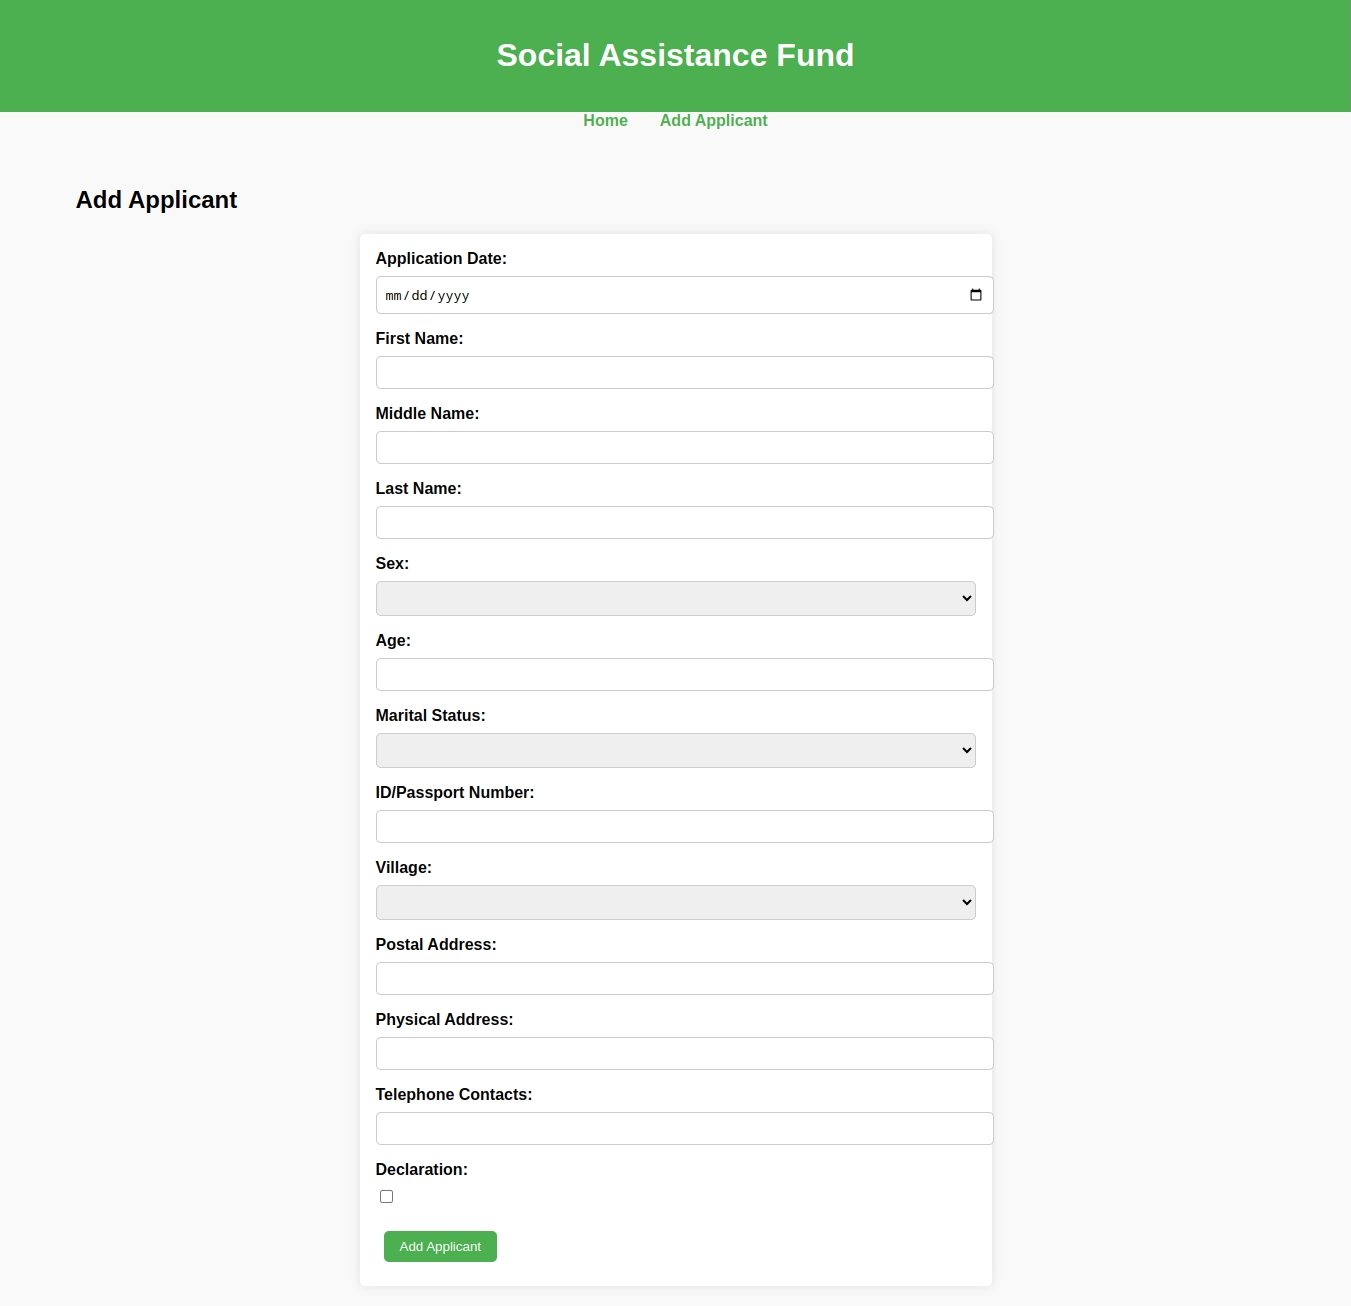 Social Assistance Fund
Home Add Applicant
Add Applicant
Application Date:
mm/dd/yyyy
First Name:
Middle Name:
Last Name:
Sex:
Age:
Marital Status:
ID/Passport Number:
Village:
Postal Address:
Physical Address:
Telephone Contacts:
Declaration:
Add Applicant